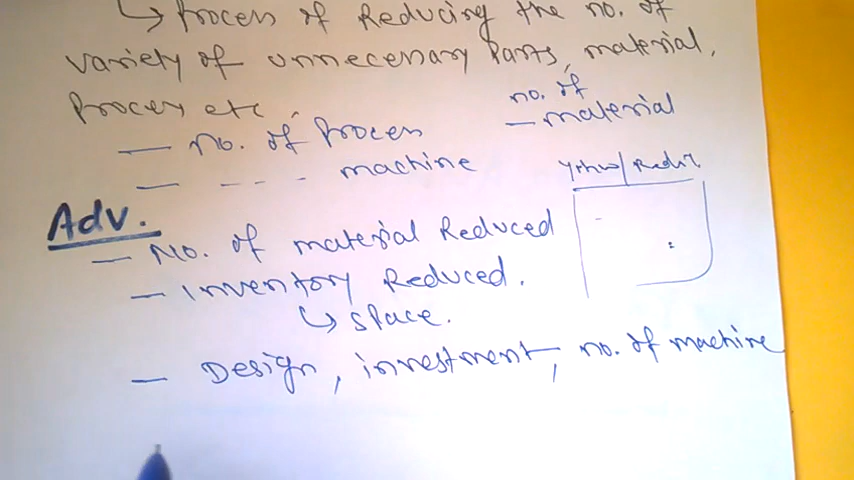 ↳ Process of Reducing the no. of
variety of unnecessary Parts, material,
Process etc.
— no. of Process
no. of
— material
— - - - machine
Adv.
— No. of material Reduced
— Inventory Reduced.
↳ space.
— Design, investment, no. of machine